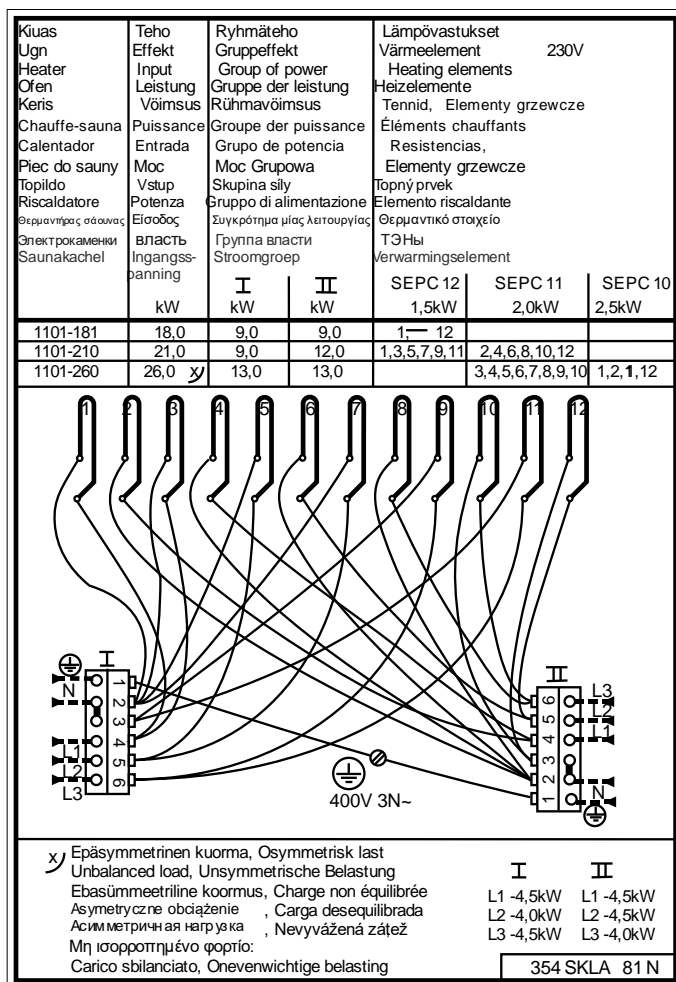 Kiuas Teho Ryhmäteho Lämpövastukset
Ugn Effekt Gruppeffekt Värmeelement 230V
Heater Input Group of power Heating elements
Ofen Leistung Gruppe der leistung Heizelemente
Keris Vöimsus Rühmavöimsus Tennid, Elementy grzewcze
Chauffe-sauna Puissance Groupe der puissance Éléments chauffants
Calentador Entrada Grupo de potencia Resistencias,
Piec do sauny Moc Moc Grupowa Elementy grzewcze
Topildo Vstup Skupina síly Topný prvek
Riscaldatore Potenza Gruppo di alimentazione Elemento riscaldante
Θερμαντήρας σάουνας Είσοδος Συγκρότημα μίας λειτουργίας Θερμαντικό στοιχείο
Электрокаменки власть Группа власти ТЭНы
Saunakachel Ingangss- Stroomgroep Verwarmingselement
panning
I II SEPC 12 SEPC 11 SEPC 10
kW kW kW 1,5kW 2,0kW 2,5kW
1101-181 18,0 9,0 9,0 1, — 12
1101-210 21,0 9,0 12,0 1,3,5,7,9,11 2,4,6,8,10,12
1101-260 26,0 x) 13,0 13,0 3,4,5,6,7,8,9,10 1,2,11,12
1 2 3 4 5 6 7 8 9 10 11 12
I
N
1 2 3 4 5 6
L1
L2
L3
400V 3N~
II
L3
L2
L1
N
6 5 4 3 2 1
x) Epäsymmetrinen kuorma, Osymmetrisk last
Unbalanced load, Unsymmetrische Belastung
Ebasümmeetriline koormus, Charge non équilibrée
Asymetryczne obciążenie , Carga desequilibrada
Асимметричная нагрузка , Nevyvážená zátež
Μη ισορροπημένο φορτίο:
Carico sbilanciato, Onevenwichtige belasting
I II
L1 -4,5kW L1 -4,5kW
L2 -4,0kW L2 -4,5kW
L3 -4,5kW L3 -4,0kW
354 SKLA 81 N